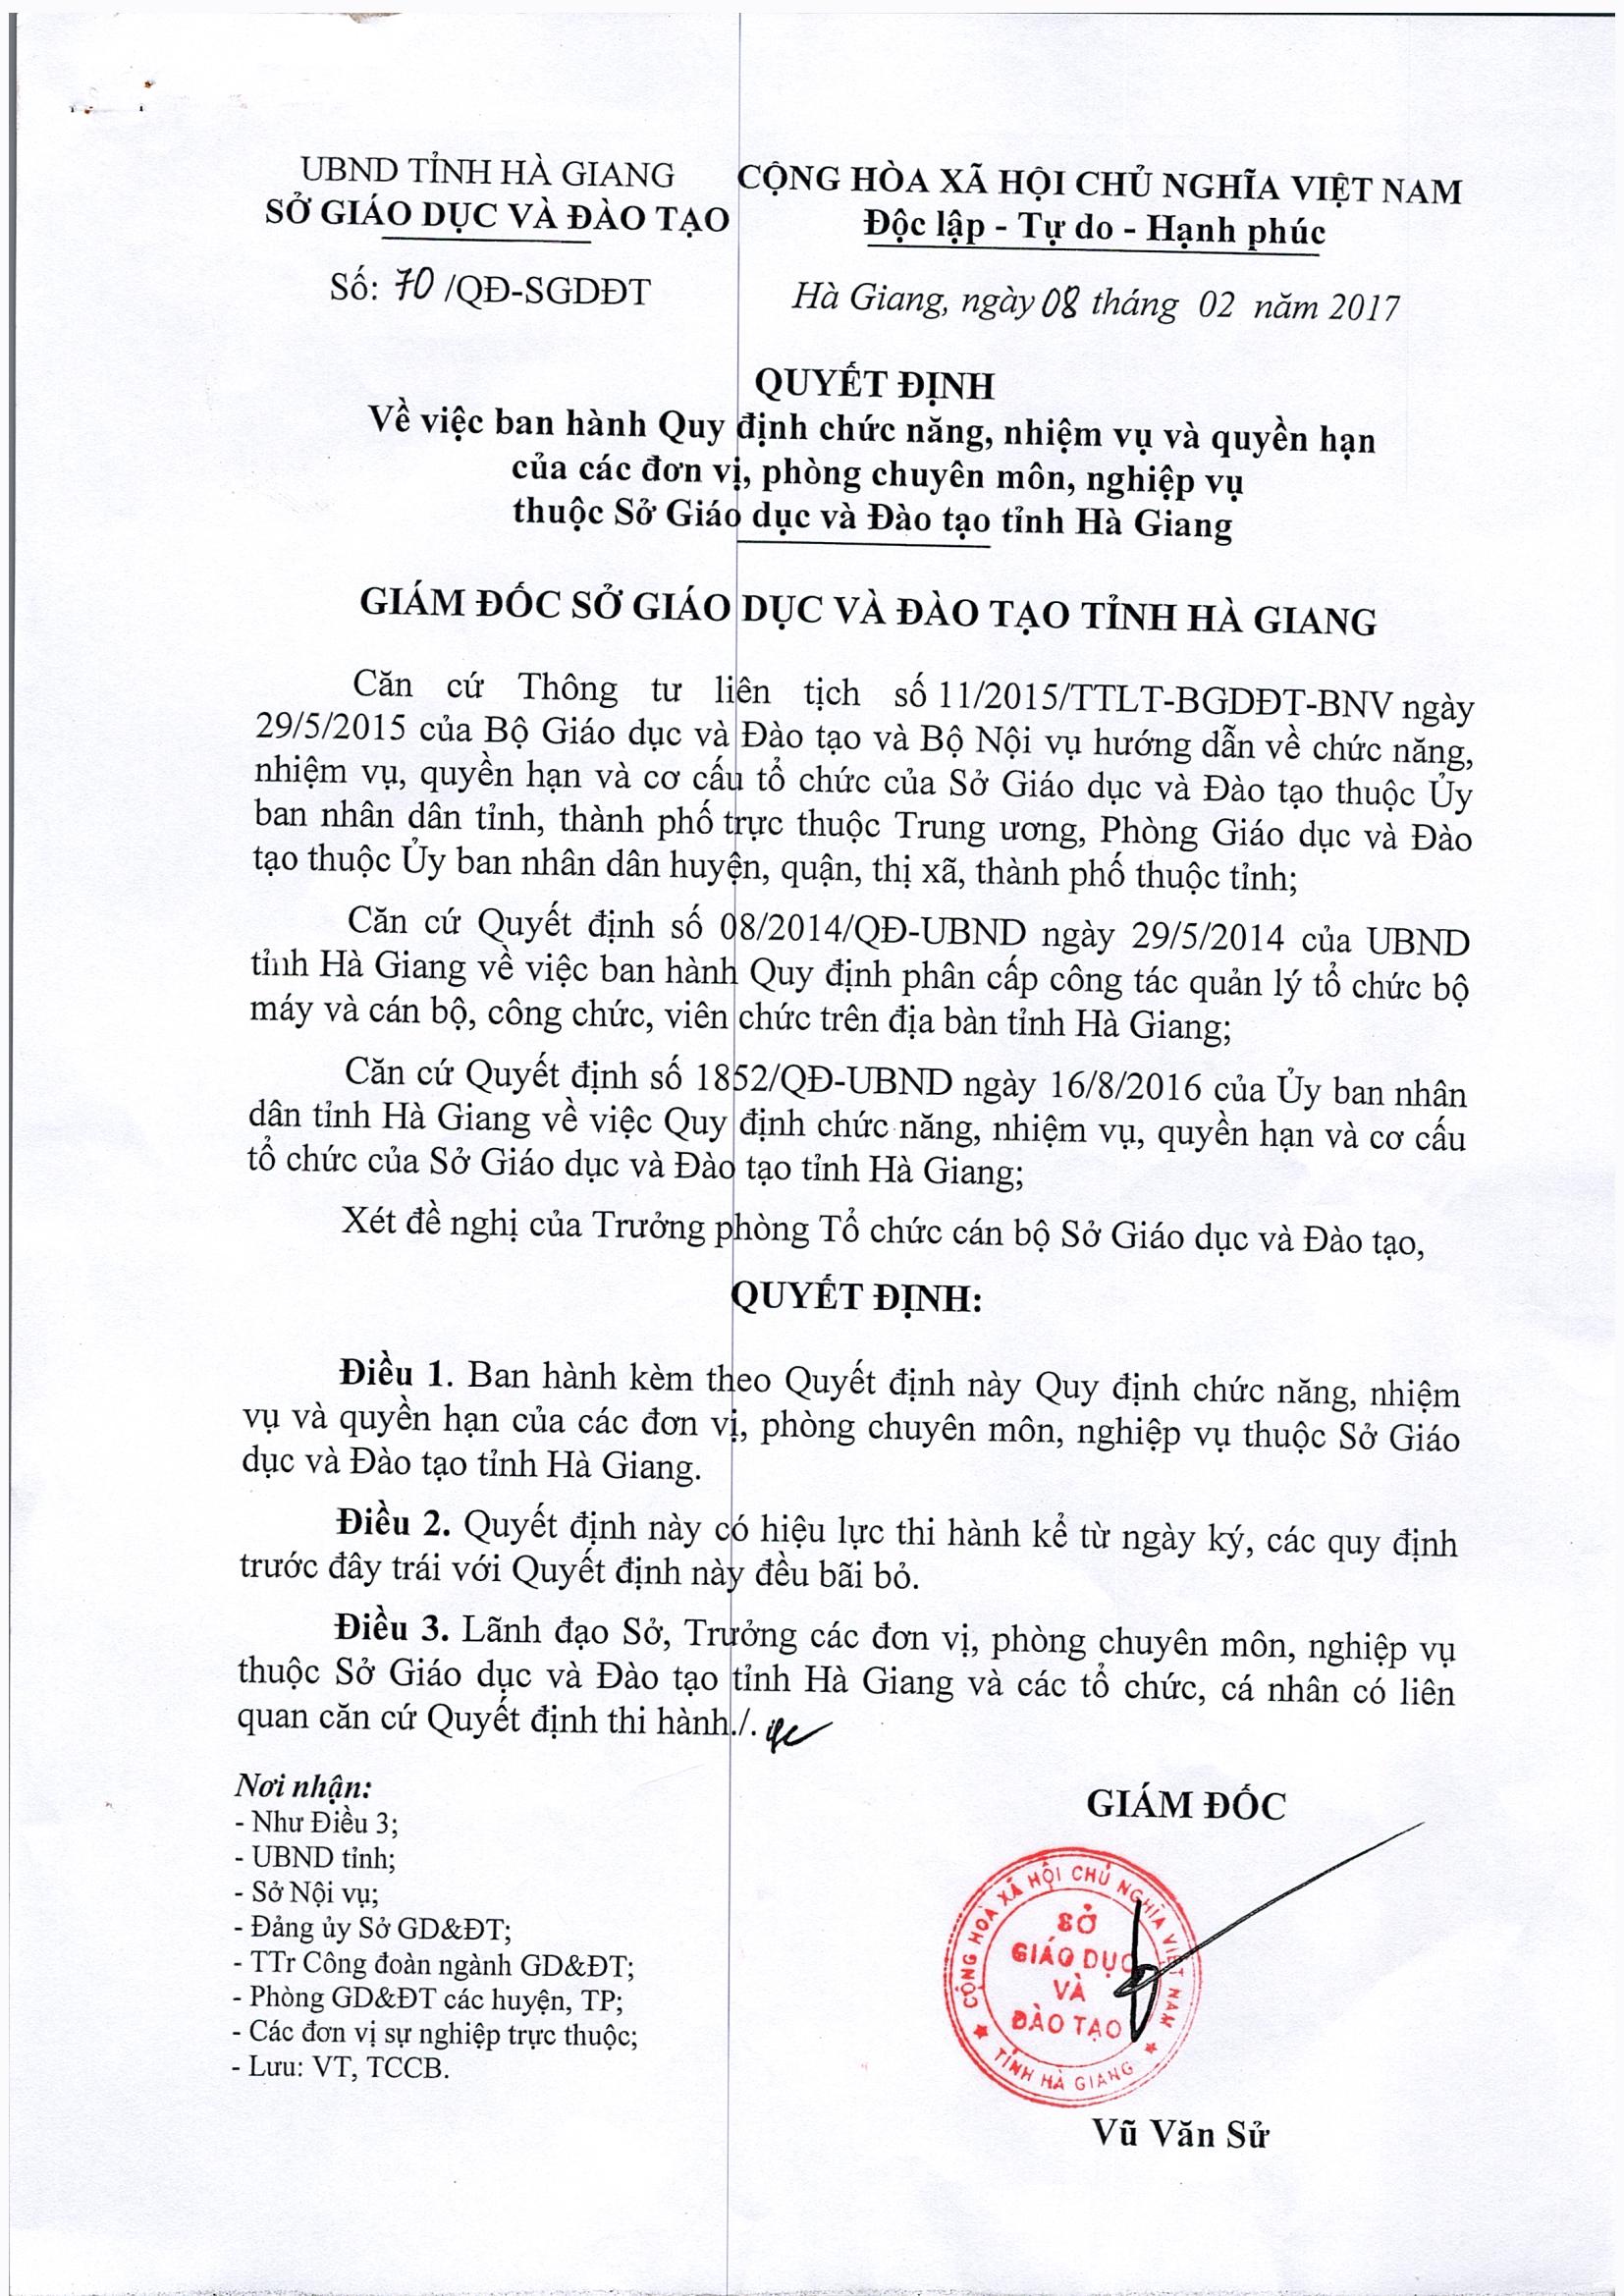 UBND TỈNH HÀ GIANG
SỞ GIÁO DỤC VÀ ĐÀO TẠO
Số: 70 /QĐ-SGDĐT
CỘNG HÒA XÃ HỘI CHỦ NGHĨA VIỆT NAM
Độc lập - Tự do - Hạnh phúc
Hà Giang, ngày 08 tháng 02 năm 2017
QUYẾT ĐỊNH
Về việc ban hành Quy định chức năng, nhiệm vụ và quyền hạn
của các đơn vị, phòng chuyên môn, nghiệp vụ
thuộc Sở Giáo dục và Đào tạo tỉnh Hà Giang
GIÁM ĐỐC SỞ GIÁO DỤC VÀ ĐÀO TẠO TỈNH HÀ GIANG
Căn cứ Thông tư liên tịch số 11/2015/TTLT-BGDĐT-BNV ngày
29/5/2015 của Bộ Giáo dục và Đào tạo và Bộ Nội vụ hướng dẫn về chức năng,
nhiệm vụ, quyền hạn và cơ cấu tổ chức của Sở Giáo dục và Đào tạo thuộc Ủy
ban nhân dân tỉnh, thành phố trực thuộc Trung ương, Phòng Giáo dục và Đào
tạo thuộc Ủy ban nhân dân huyện, quận, thị xã, thành phố thuộc tỉnh;
Căn cứ Quyết định số 08/2014/QĐ-UBND ngày 29/5/2014 của UBND
tỉnh Hà Giang về việc ban hành Quy định phân cấp công tác quản lý tổ chức bộ
máy và cán bộ, công chức, viên chức trên địa bàn tỉnh Hà Giang;
Căn cứ Quyết định số 1852/QĐ-UBND ngày 16/8/2016 của Ủy ban nhân
dân tỉnh Hà Giang về việc Quy định chức năng, nhiệm vụ, quyền hạn và cơ cấu
tổ chức của Sở Giáo dục và Đào tạo tỉnh Hà Giang;
Xét đề nghị của Trưởng phòng Tổ chức cán bộ Sở Giáo dục và Đào tạo,
QUYẾT ĐỊNH:
Điều 1. Ban hành kèm theo Quyết định này Quy định chức năng, nhiệm
vụ và quyền hạn của các đơn vị, phòng chuyên môn, nghiệp vụ thuộc Sở Giáo
dục và Đào tạo tỉnh Hà Giang.
Điều 2. Quyết định này có hiệu lực thi hành kể từ ngày ký, các quy định
trước đây trái với Quyết định này đều bãi bỏ.
Điều 3. Lãnh đạo Sở, Trưởng các đơn vị, phòng chuyên môn, nghiệp vụ
thuộc Sở Giáo dục và Đào tạo tỉnh Hà Giang và các tổ chức, cá nhân có liên
quan căn cứ Quyết định thi hành./.
Nơi nhận:
- Như Điều 3;
- UBND tỉnh;
- Sở Nội vụ;
- Đảng ủy Sở GD&ĐT;
- TTr Công đoàn ngành GD&ĐT;
- Phòng GD&ĐT các huyện, TP;
- Các đơn vị sự nghiệp trực thuộc;
- Lưu: VT, TCCB.
GIÁM ĐỐC
CỘNG HOÀ XÃ HỘI CHỦ NGHĨA VIỆT NAM
SỞ
GIÁO DỤC
VÀ
ĐÀO TẠO
TỈNH HÀ GIANG
Vũ Văn Sử